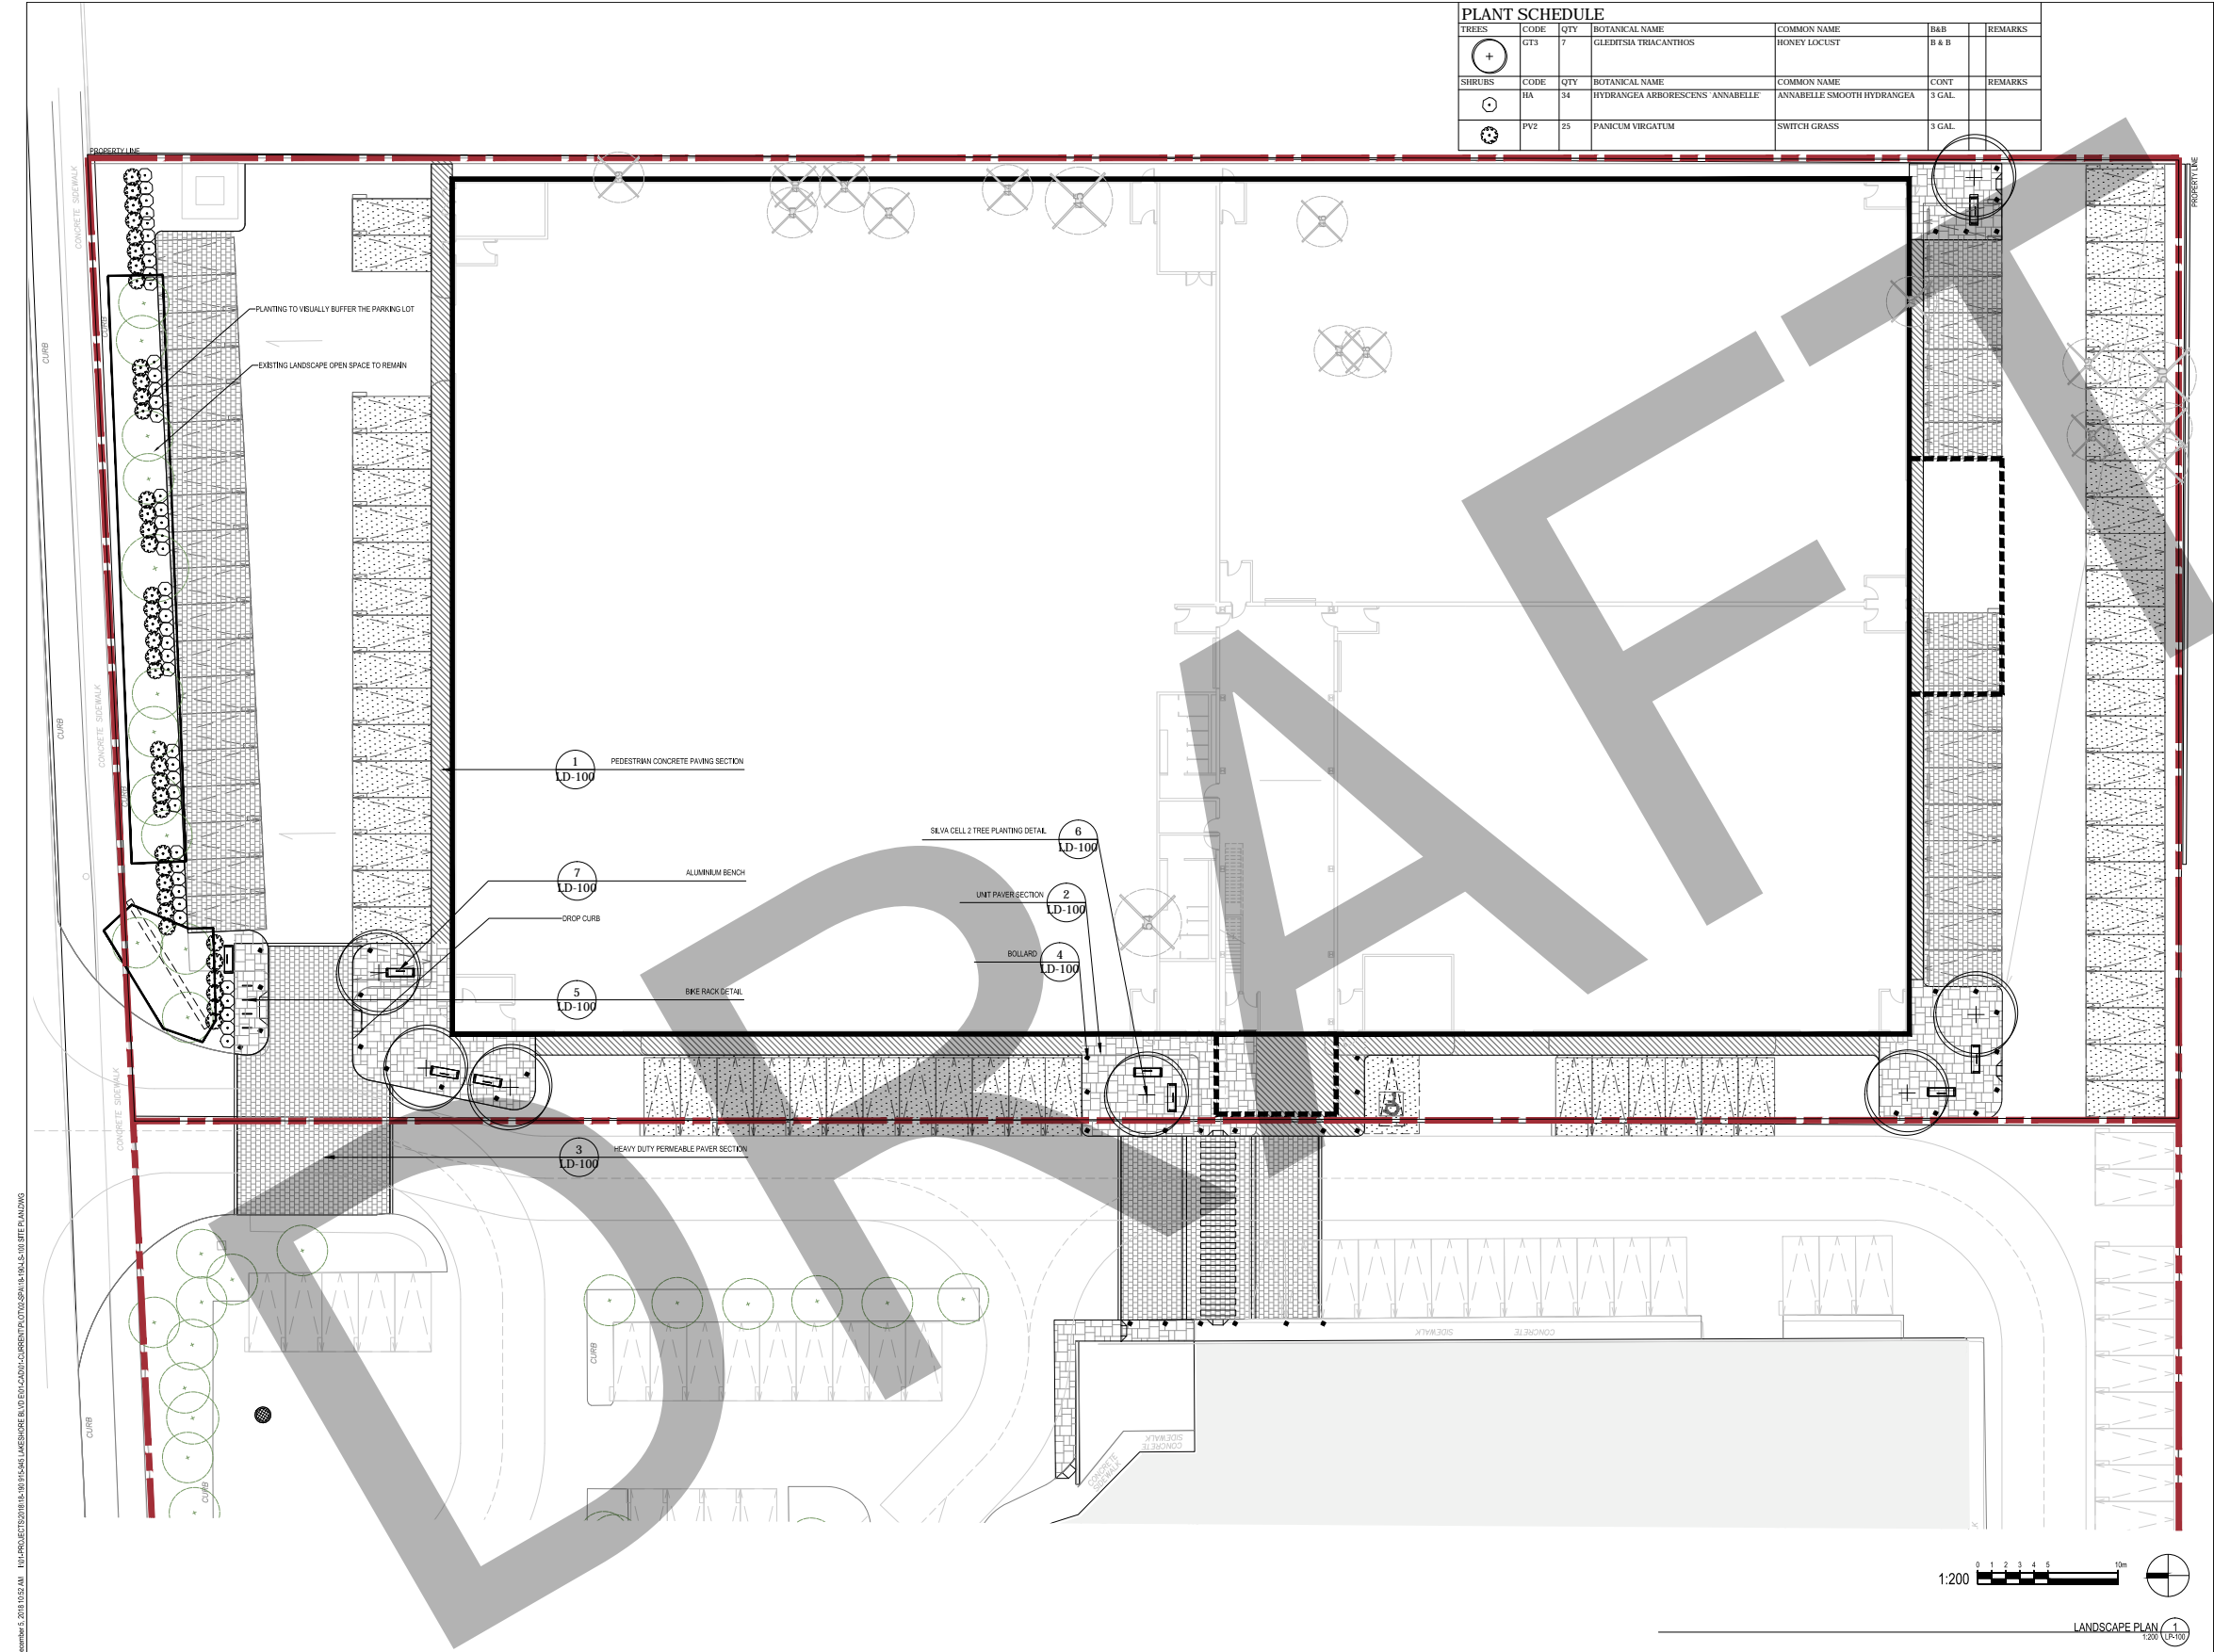 PLANT SCHEDULE
TREES CODE QTY BOTANICAL NAME COMMON NAME B&B REMARKS
GT3 7 GLEDITSIA TRIACANTHOS HONEY LOCUST B & B
SHRUBS CODE QTY BOTANICAL NAME COMMON NAME CONT REMARKS
HA 34 HYDRANGEA ARBORESCENS `ANNABELLE` ANNABELLE SMOOTH HYDRANGEA 3 GAL.
PV2 25 PANICUM VIRGATUM SWITCH GRASS 3 GAL.
PROPERTY LINE
PROPERTY LINE
CONCRETE SIDEWALK
CURB
CURB
PLANTING TO VISUALLY BUFFER THE PARKING LOT
EXISTING LANDSCAPE OPEN SPACE TO REMAIN
CURB
CONCRETE SIDEWALK
CURB
1
LD-100
PEDESTRIAN CONCRETE PAVING SECTION
SILVA CELL 2 TREE PLANTING DETAIL
6
LD-100
7
LD-100
ALUMINIUM BENCH
UNIT PAVER SECTION
2
LD-100
DROP CURB
BOLLARD
4
LD-100
5
LD-100
BIKE RACK DETAIL
CONCRETE SIDEWALK
3
LD-100
HEAVY DUTY PERMEABLE PAVER SECTION
DRAFT
CURB
CONCRETE SIDEWALK
CURB
CONCRETE SIDEWALK
CONCRETE SIDEWALK
CURB
1:200
0 1 2 3 4 5 10m
LANDSCAPE PLAN 1
1:200 LP-100